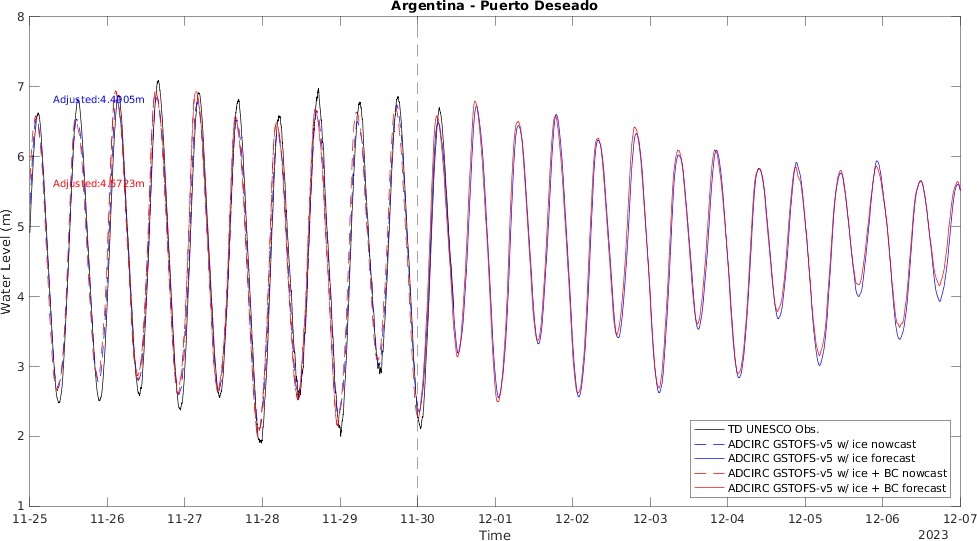 Argentina - Puerto Deseado
8
7
6
5
4
3
2
1
Water Level (m)
Adjusted:4.4905m
Adjusted:4.5723m
TD UNESCO Obs.
ADCIRC GSTOFS-v5 w/ ice nowcast
ADCIRC GSTOFS-v5 w/ ice forecast
ADCIRC GSTOFS-v5 w/ ice + BC nowcast
ADCIRC GSTOFS-v5 w/ ice + BC forecast
11-25 11-26 11-27 11-28 11-29 11-30 12-01 12-02 12-03 12-04 12-05 12-06 12-07
Time
2023